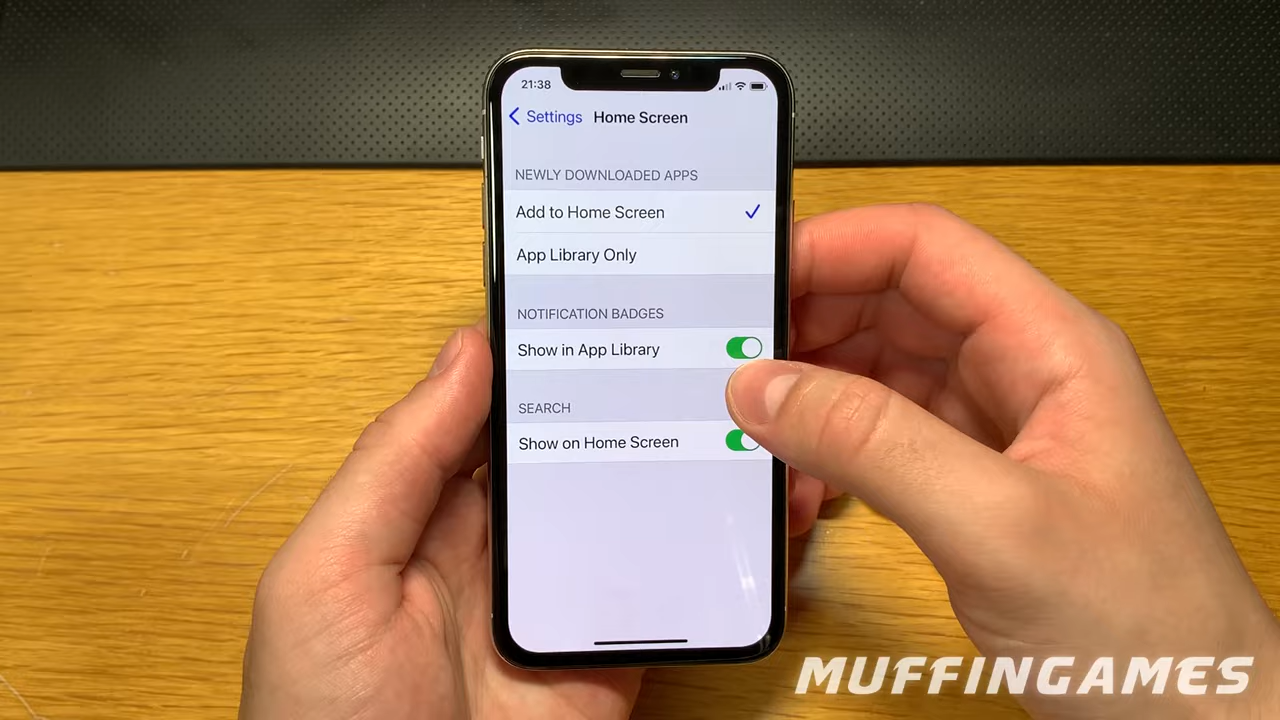 21:38
Settings Home Screen
NEWLY DOWNLOADED APPS
Add to Home Screen
App Library Only
NOTIFICATION BADGES
Show in App Library
SEARCH
Show on Home Screen
MUFFINGAMES